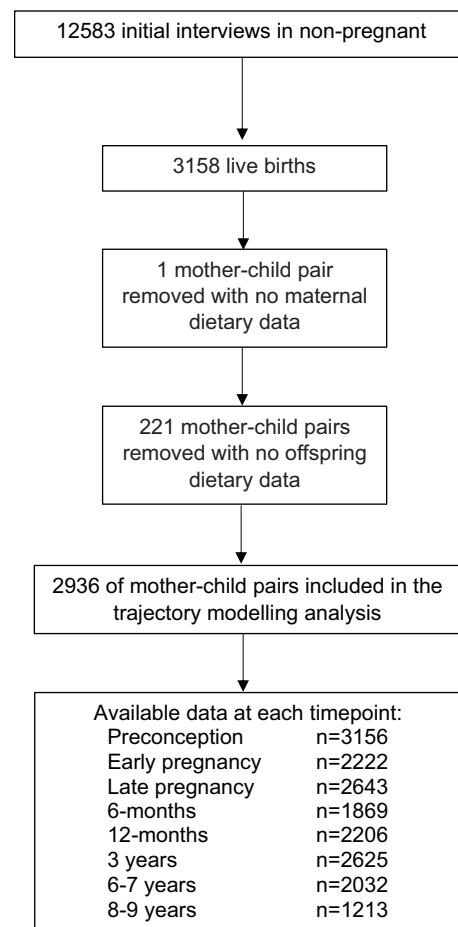 12583 initial interviews in non-pregnant
3158 live births
1 mother-child pair
removed with no maternal
dietary data
221 mother-child pairs
removed with no offspring
dietary data
2936 of mother-child pairs included in the
trajectory modelling analysis
Available data at each timepoint:
Preconception n=3156
Early pregnancy n=2222
Late pregnancy n=2643
6-months n=1869
12-months n=2206
3 years n=2625
6-7 years n=2032
8-9 years n=1213